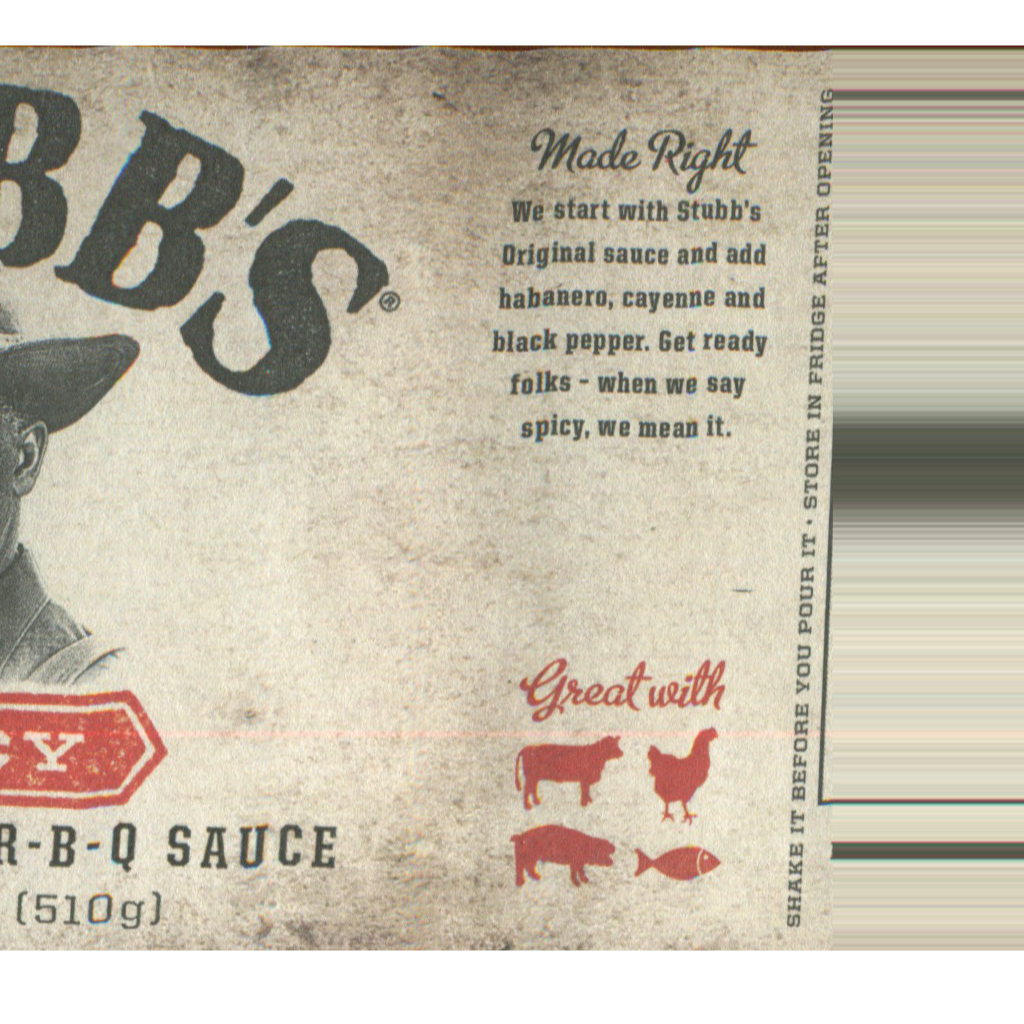 BB'S®
Made Right
We start with Stubb's
Original sauce and add
habanero, cayenne and
black pepper. Get ready
folks - when we say
spicy, we mean it.
Great with
CY
R-B-Q SAUCE
(510g)
SHAKE IT BEFORE YOU POUR IT · STORE IN FRIDGE AFTER OPENING